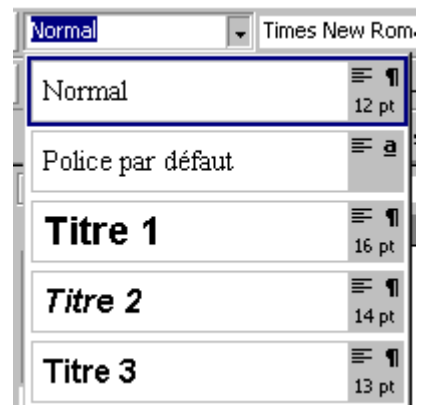 Normal Times New Rom
Normal ¶
12 pt
Police par défaut a
Titre 1 ¶
16 pt
Titre 2 ¶
14 pt
Titre 3 ¶
13 pt